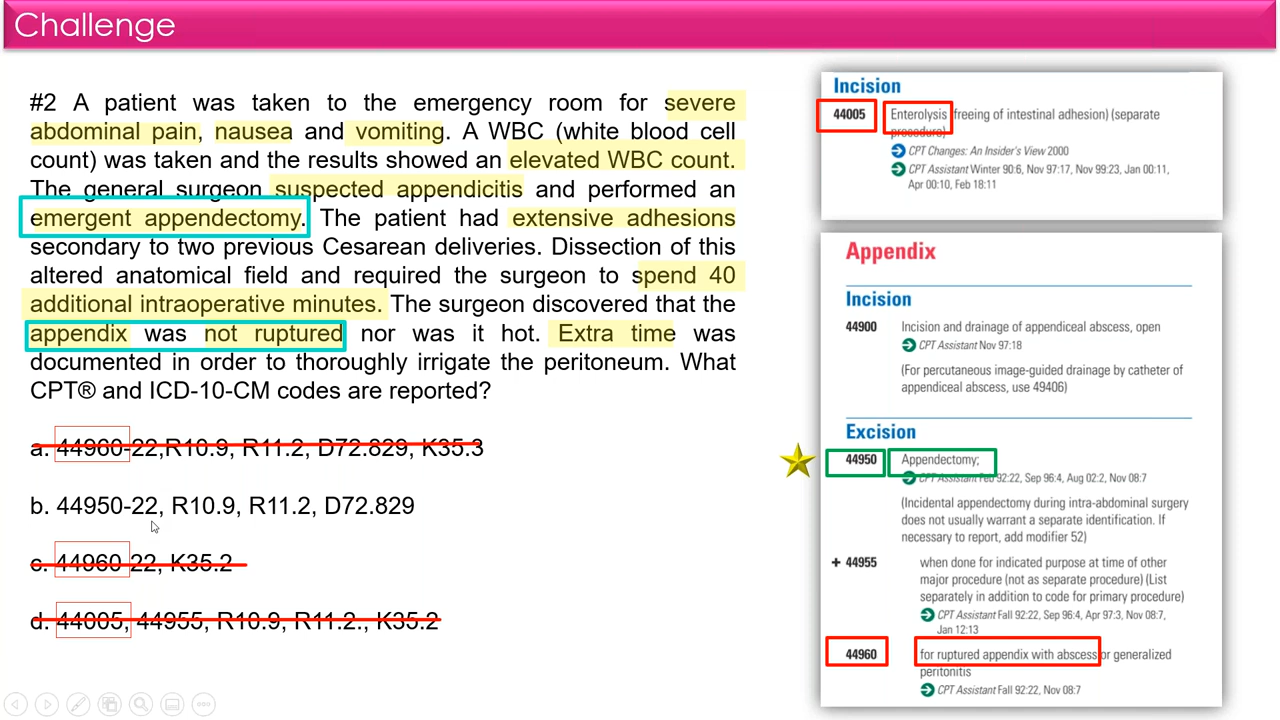 Challenge
#2 A patient was taken to the emergency room for severe
abdominal pain, nausea and vomiting. A WBC (white blood cell
count) was taken and the results showed an elevated WBC count.
The general surgeon suspected appendicitis and performed an
emergent appendectomy. The patient had extensive adhesions
secondary to two previous Cesarean deliveries. Dissection of this
altered anatomical field and required the surgeon to spend 40
additional intraoperative minutes. The surgeon discovered that the
appendix was not ruptured nor was it hot. Extra time was
documented in order to thoroughly irrigate the peritoneum. What
CPT® and ICD-10-CM codes are reported?
a. 44960-22,R10.9, R11.2, D72.829, K35.3
b. 44950-22, R10.9, R11.2, D72.829
c. 44960-22, K35.2
d. 44005, 44955, R10.9, R11.2., K35.2
Incision
44005 Enterolysis (freeing of intestinal adhesion) (separate
procedure)
CPT Changes: An Insider's View 2000
CPT Assistant Winter 90:6, Nov 97:17, Nov 99:23, Jan 00:11,
Apr 00:10, Feb 18:11
Appendix
Incision
44900 Incision and drainage of appendiceal abscess, open
CPT Assistant Nov 97:18
(For percutaneous image-guided drainage by catheter of
appendiceal abscess, use 49406)
Excision
44950 Appendectomy;
CPT Assistant Feb 92:22, Sep 96:4, Aug 02:2, Nov 08:7
(Incidental appendectomy during intra-abdominal surgery
does not usually warrant a separate identification. If
necessary to report, add modifier 52)
+ 44955 when done for indicated purpose at time of other
major procedure (not as separate procedure) (List
separately in addition to code for primary procedure)
CPT Assistant Fall 92:22, Sep 96:4, Apr 97:3, Nov 08:7,
Jan 12:13
44960 for ruptured appendix with abscess or generalized
peritonitis
CPT Assistant Fall 92:22, Nov 08:7